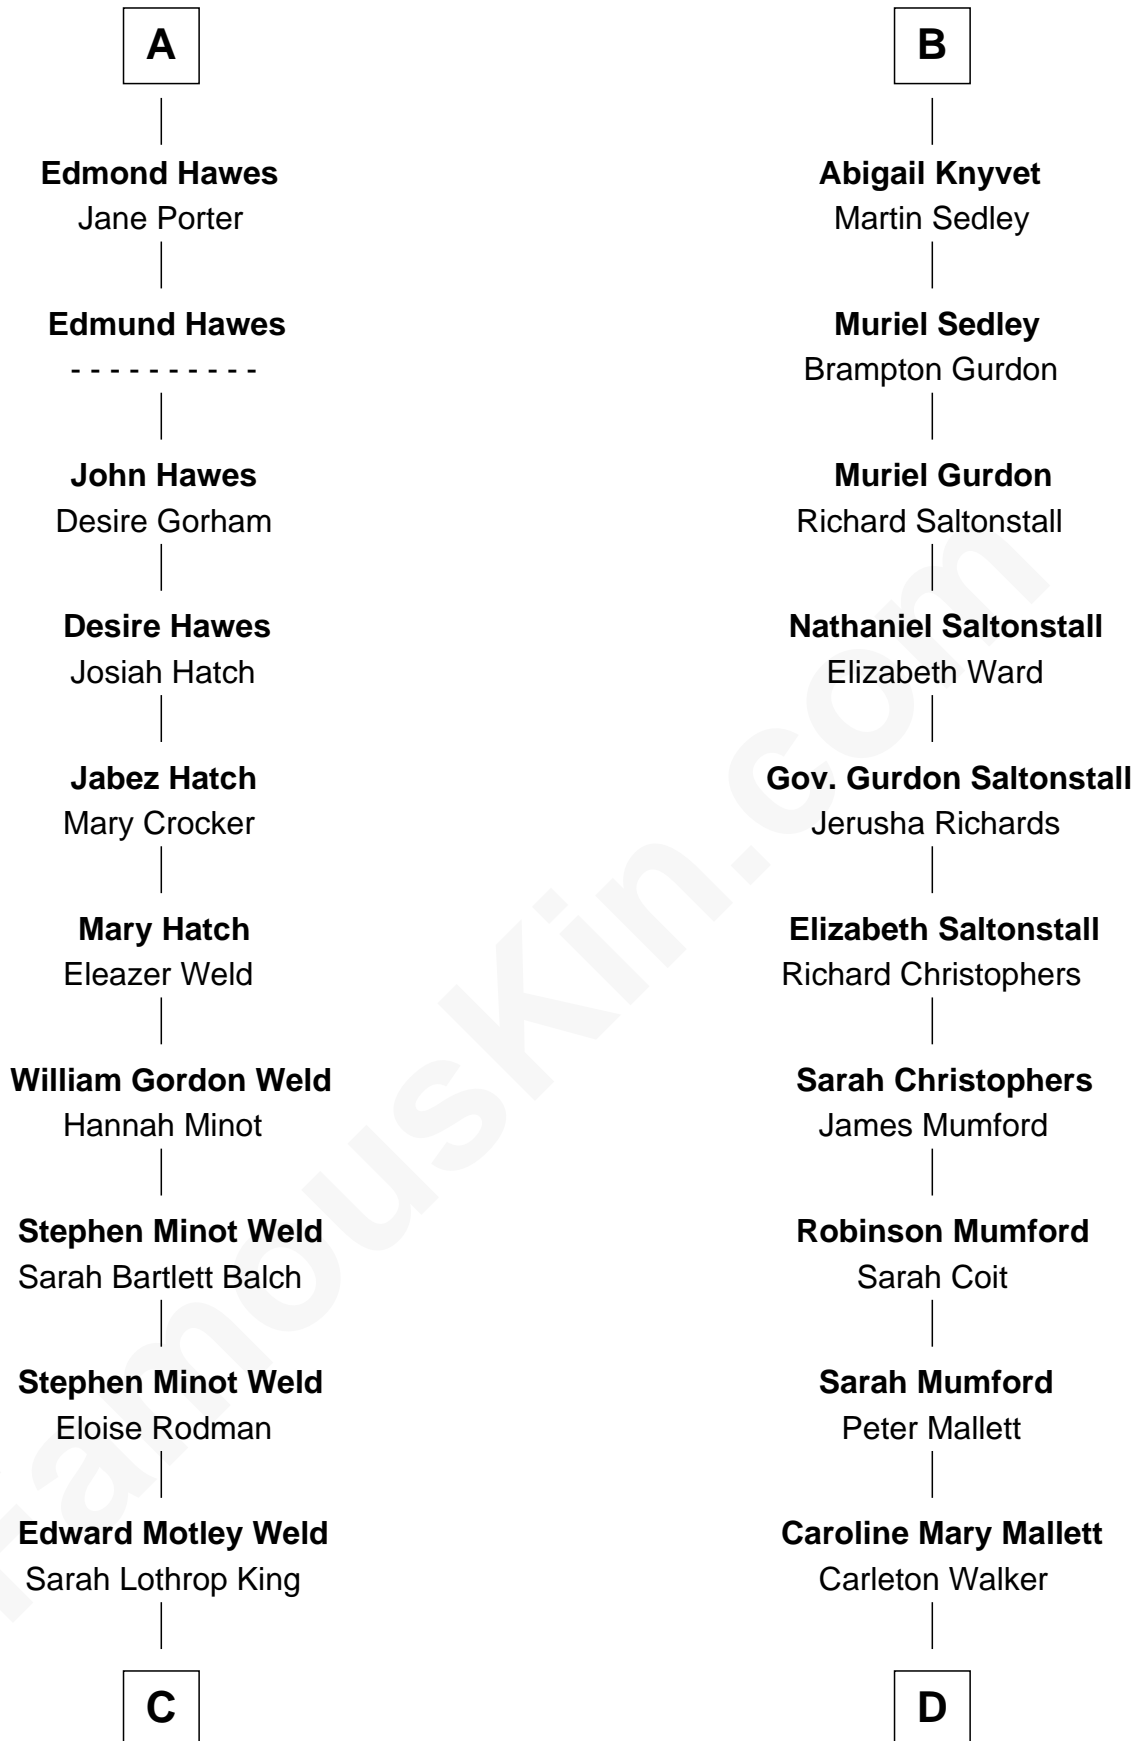 A
Edmond Hawes
Jane Porter
Edmund Hawes
- - - - - - - - - -
John Hawes
Desire Gorham
Desire Hawes
Josiah Hatch
Jabez Hatch
Mary Crocker
Mary Hatch
Eleazer Weld
William Gordon Weld
Hannah Minot
Stephen Minot Weld
Sarah Bartlett Balch
Stephen Minot Weld
Eloise Rodman
Edward Motley Weld
Sarah Lothrop King
C
B
Abigail Knyvet
Martin Sedley
Muriel Sedley
Brampton Gurdon
Muriel Gurdon
Richard Saltonstall
Nathaniel Saltonstall
Elizabeth Ward
Gov. Gurdon Saltonstall
Jerusha Richards
Elizabeth Saltonstall
Richard Christophers
Sarah Christophers
James Mumford
Robinson Mumford
Sarah Coit
Sarah Mumford
Peter Mallett
Caroline Mary Mallett
Carleton Walker
D
FamousKin.com